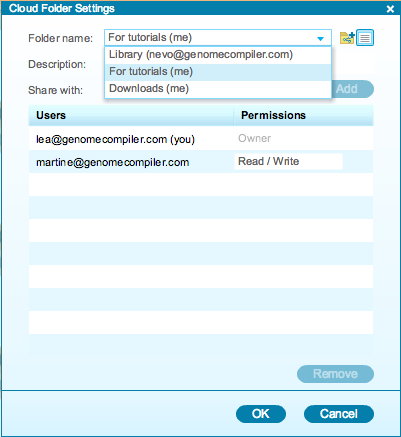 Cloud Folder Settings
Folder name: For tutorials (me)
Library (nevo@genomecompiler.com)
Description: For tutorials (me)
Share with: Downloads (me) Add
Users Permissions
lea@genomecompiler.com (you) Owner
martine@genomecompiler.com Read / Write
Remove
OK Cancel